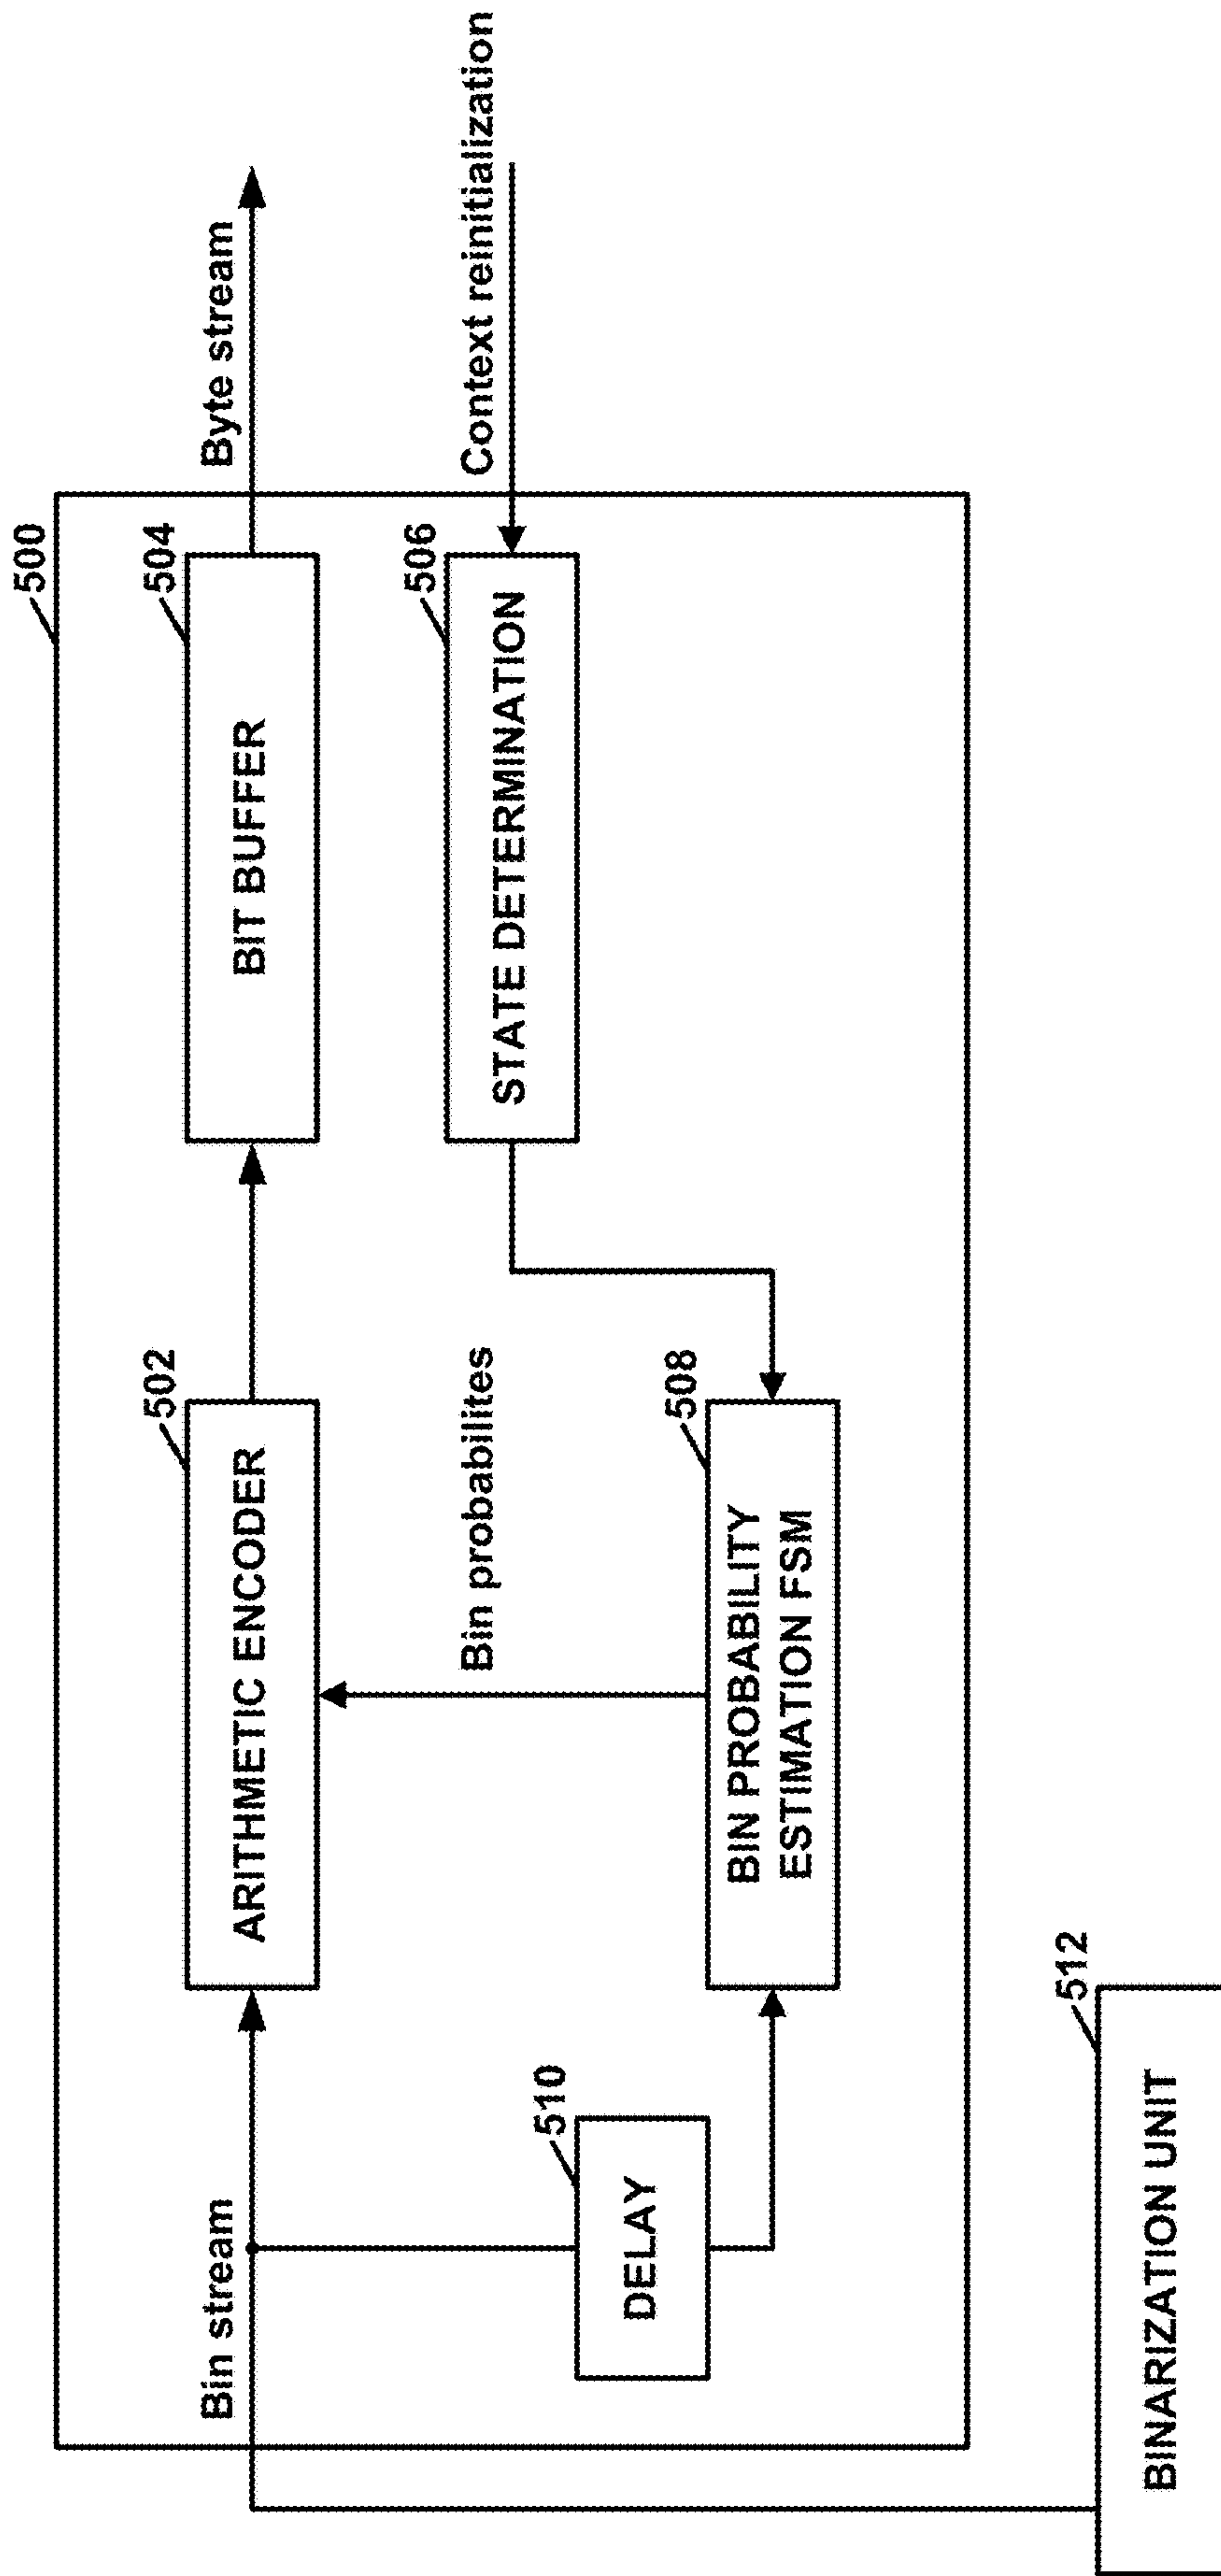 500
Byte stream
502
504
ARITHMETIC ENCODER
BIT BUFFER
Bin stream
Context reinitialization
506
STATE DETERMINATION
Bin probabilites
510
DELAY
508
BIN PROBABILITY
ESTIMATION FSM
512
BINARIZATION UNIT